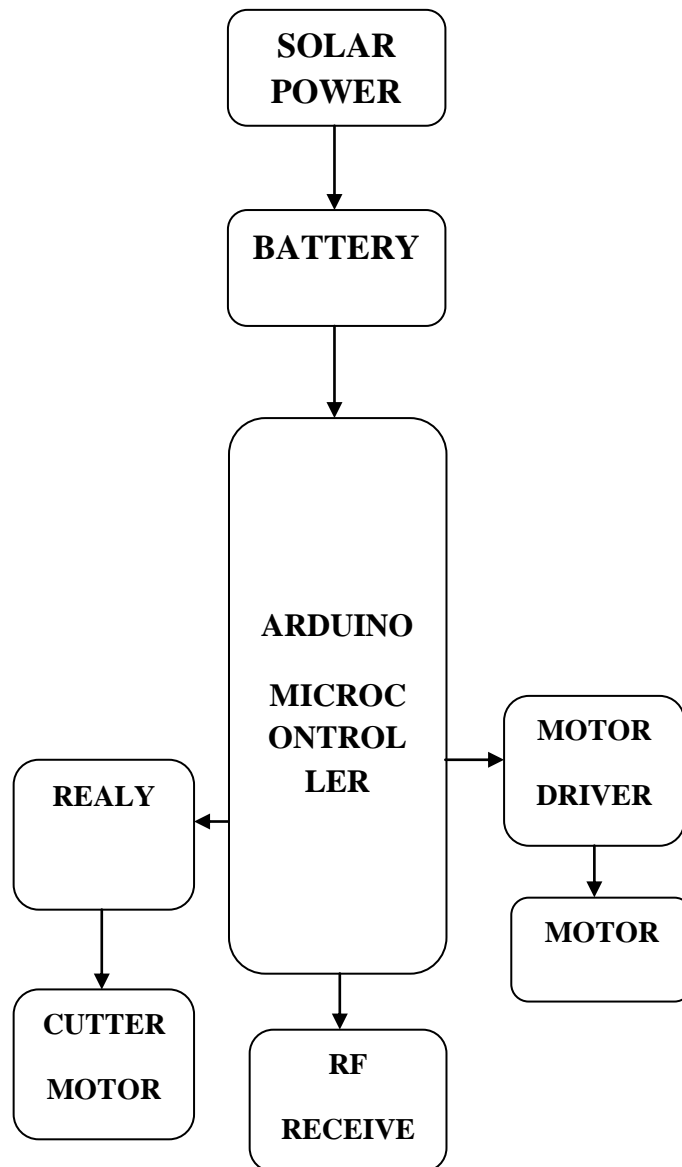 SOLAR
POWER
BATTERY
ARDUINO
MICROC
ONTROL
LER
MOTOR
DRIVER
REALY
MOTOR
CUTTER
MOTOR
RF
RECEIVE